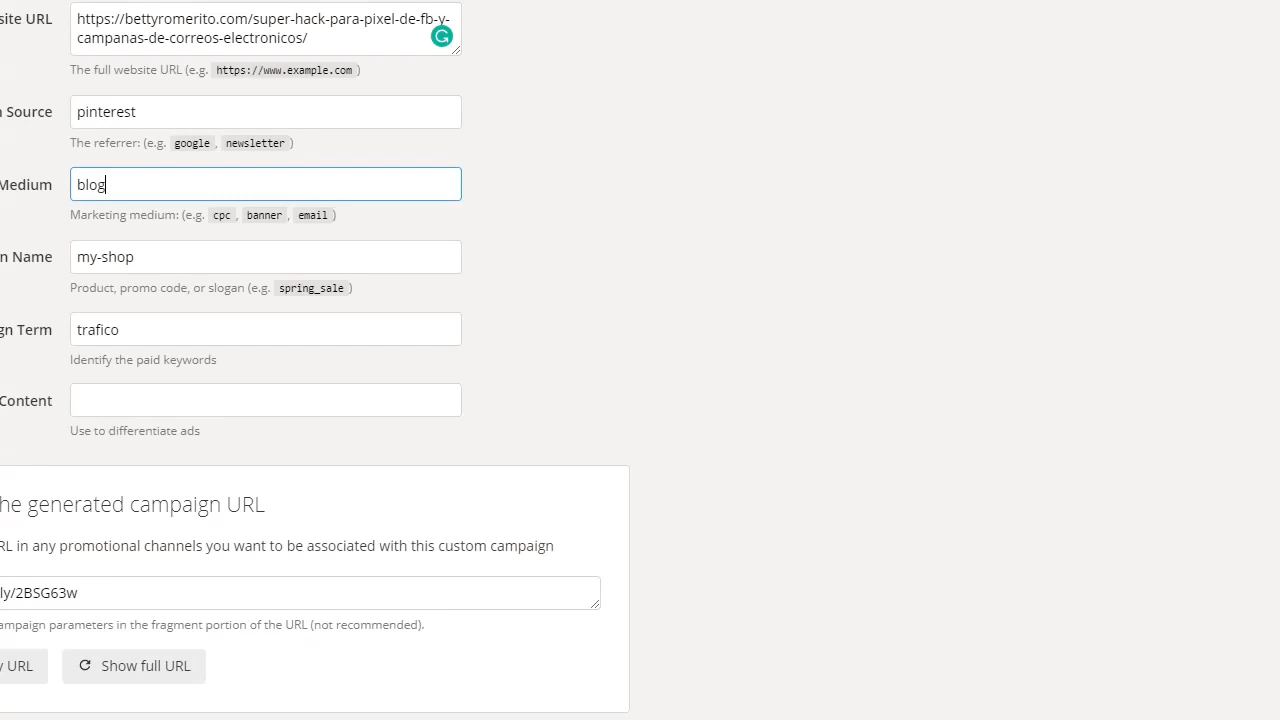 site URL
https://bettyromerito.com/super-hack-para-pixel-de-fb-y-
campanas-de-correos-electronicos/
The full website URL (e.g. https://www.example.com )
n Source
pinterest
The referrer: (e.g. google , newsletter )
Medium
blog
Marketing medium: (e.g. cpc , banner , email )
n Name
my-shop
Product, promo code, or slogan (e.g. spring_sale )
gn Term
trafico
Identify the paid keywords
Content
Use to differentiate ads
he generated campaign URL
RL in any promotional channels you want to be associated with this custom campaign
ly/2BSG63w
ampaign parameters in the fragment portion of the URL (not recommended).
y URL
Show full URL